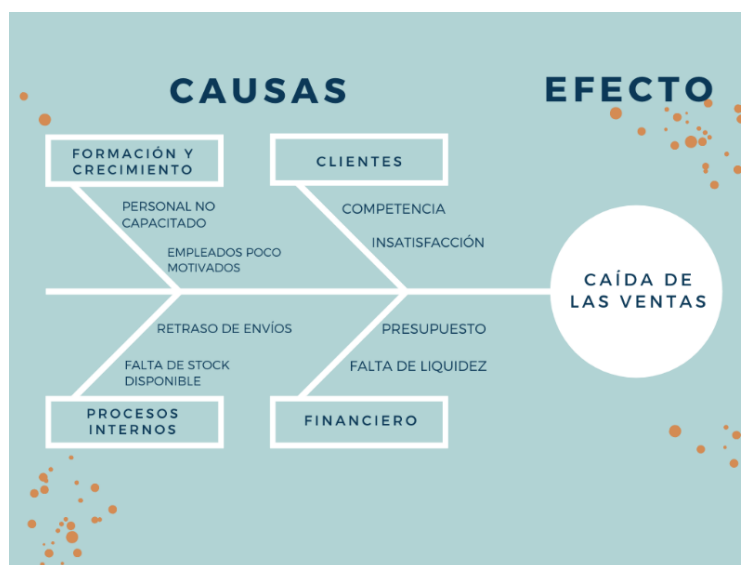 CAUSAS
EFECTO
FORMACIÓN Y
CRECIMIENTO
CLIENTES
PERSONAL NO
CAPACITADO
COMPETENCIA
EMPLEADOS POCO
MOTIVADOS
INSATISFACCIÓN
CAÍDA DE
LAS VENTAS
RETRASO DE ENVÍOS
PRESUPUESTO
FALTA DE STOCK
DISPONIBLE
FALTA DE LIQUIDEZ
PROCESOS
INTERNOS
FINANCIERO